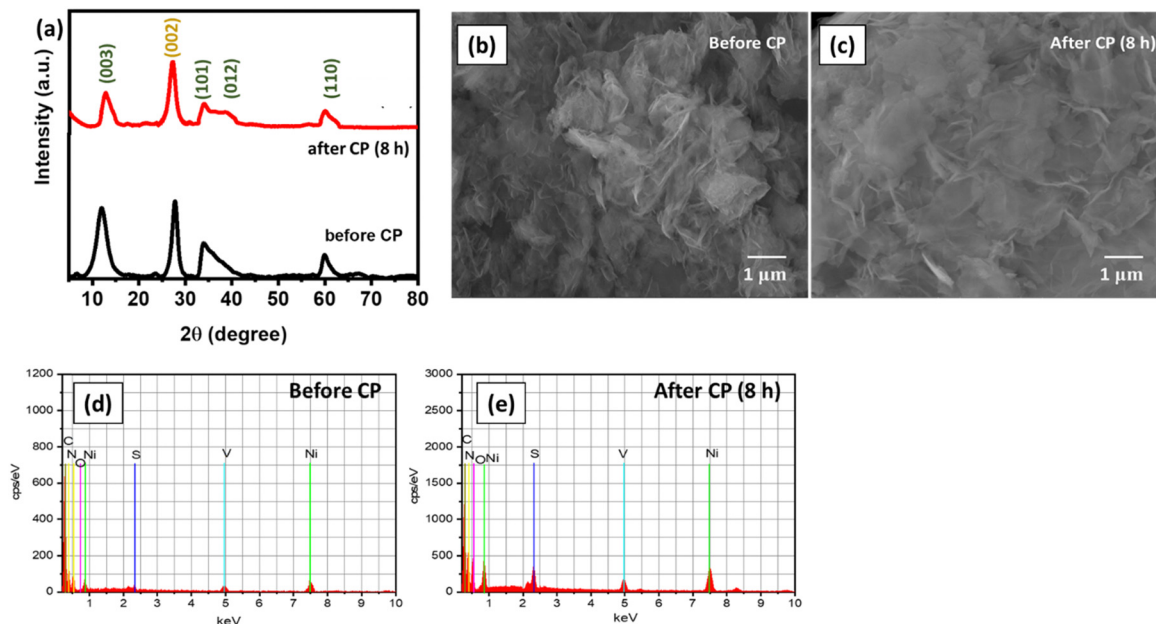 (a)
Intensity (a.u.)
(003)
(002)
(101)
(012)
(110)
after CP (8 h)
before CP
10 20 30 40 50 60 70 80
2θ (degree)
(b)
Before CP
1 µm
(c)
After CP (8 h)
1 µm
(d)
Before CP
cps/eV
1200
1000
800
600
400
200
0
C
N O Ni S V Ni
1 2 3 4 5 6 7 8 9 10
keV
(e)
After CP (8 h)
cps/eV
3000
2500
2000
1500
1000
500
0
C
N O Ni S V Ni
1 2 3 4 5 6 7 8 9 10
keV